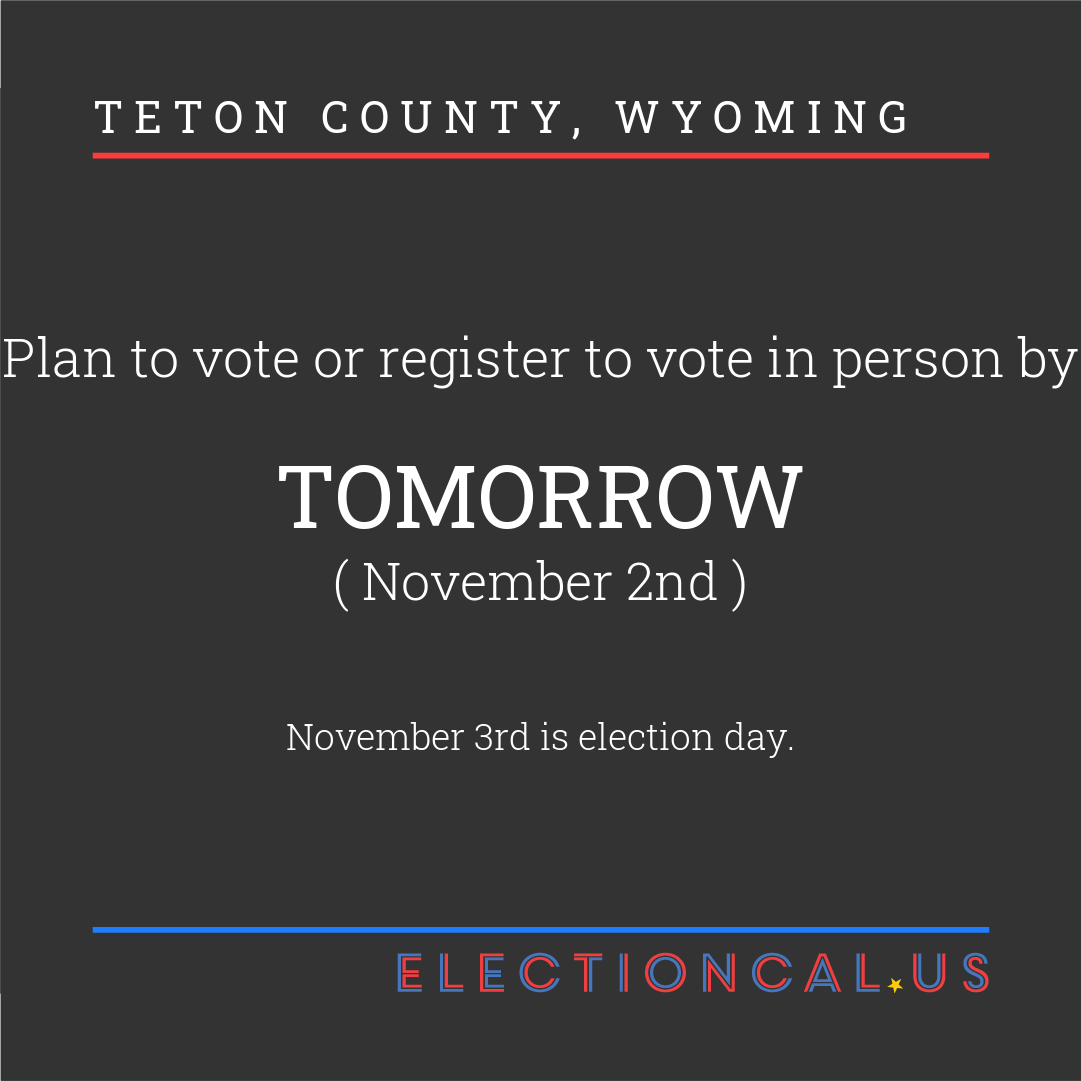 TETON COUNTY, WYOMING
Plan to vote or register to vote in person by
TOMORROW
( November 2nd )
November 3rd is election day.
ELECTIONCAL.US